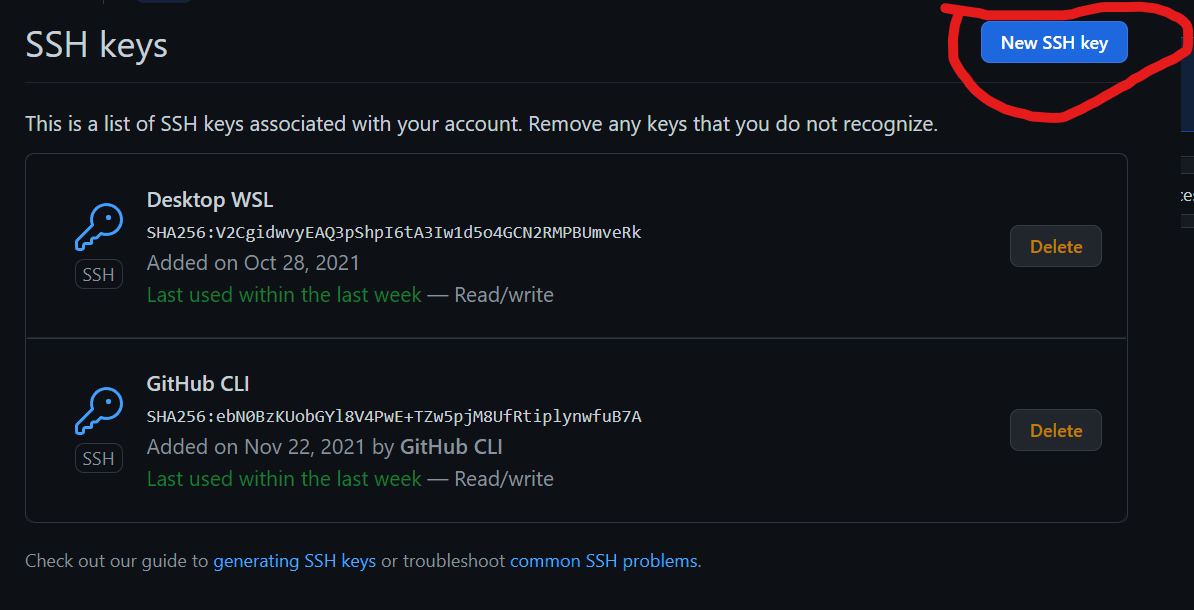 SSH keys
New SSH key
This is a list of SSH keys associated with your account. Remove any keys that you do not recognize.
Desktop WSL
SHA256:V2CgidwvyEAQ3pShpI6tA3Iw1d5o4GCN2RMPBUmveRk
Added on Oct 28, 2021
Last used within the last week — Read/write
SSH
Delete
GitHub CLI
SHA256:ebN0BzKUobGYl8V4PwE+TZw5pjM8UfRtiplynwfuB7A
Added on Nov 22, 2021 by GitHub CLI
Last used within the last week — Read/write
SSH
Delete
Check out our guide to generating SSH keys or troubleshoot common SSH problems.